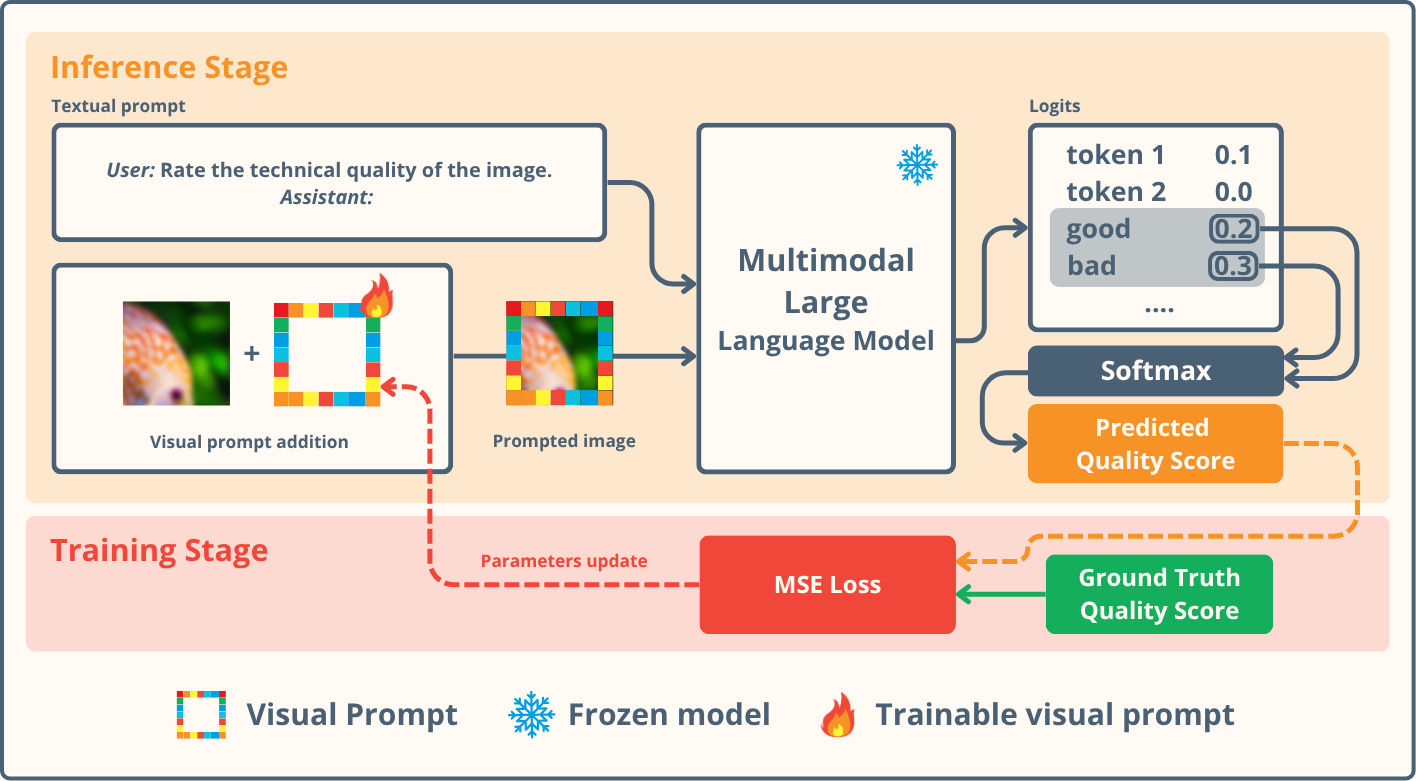 Inference Stage
Textual prompt
User: Rate the technical quality of the image.
Assistant:
+
Visual prompt addition
Prompted image
Multimodal
Large
Language Model
Logits
token 1 0.1
token 2 0.0
good 0.2
bad 0.3
....
Softmax
Predicted
Quality Score
Training Stage
Parameters update
MSE Loss
Ground Truth
Quality Score
Visual Prompt
Frozen model
Trainable visual prompt